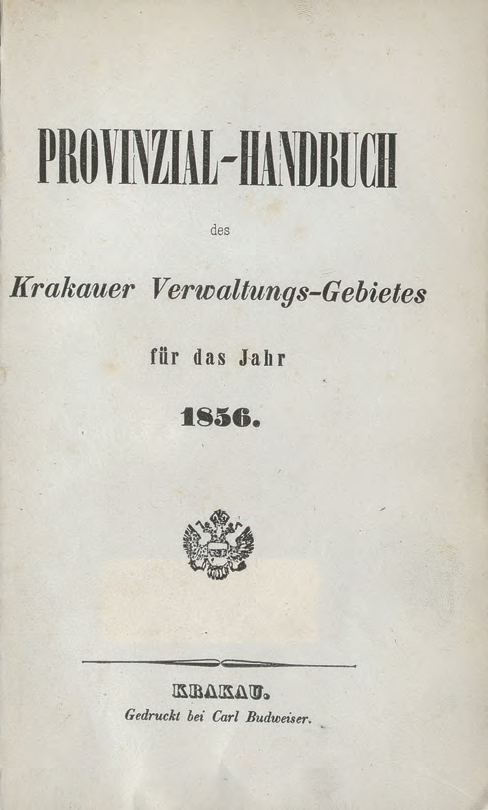 PROVINZIAL-HANDBUCH
des
Krakauer Verwaltungs-Gebietes
für das Jahr
1856.
KRAKAU.
Gedruckt bei Carl Budweiser.